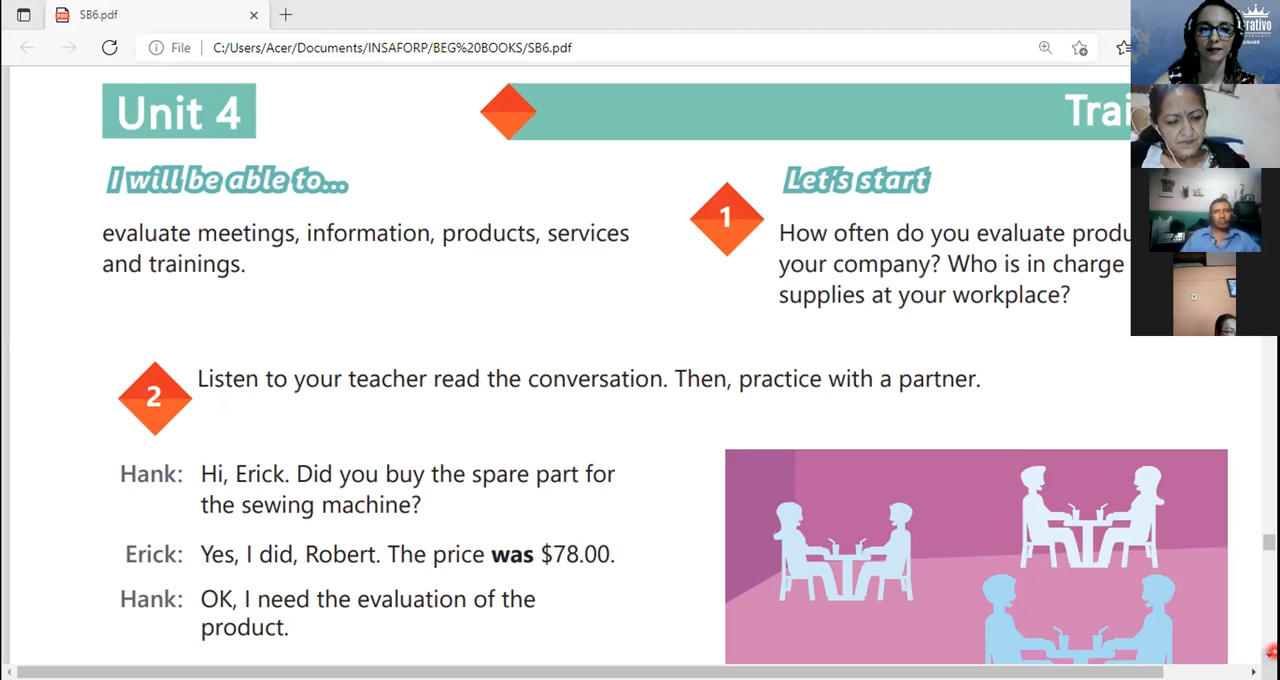 SB6.pdf
File
C:/Users/Acer/Documents/INSAFORP/BEG%20BOOKS/SB6.pdf
Unit 4
I will be able to...
evaluate meetings, information, products, services
and trainings.
1
Let's start
How often do you evaluate
your company? Who is in charge
supplies at your workplace?
2
Listen to your teacher read the conversation. Then, practice with a partner.
Hank: Hi, Erick. Did you buy the spare part for
the sewing machine?
Erick: Yes, I did, Robert. The price was $78.00.
Hank: OK, I need the evaluation of the
product.